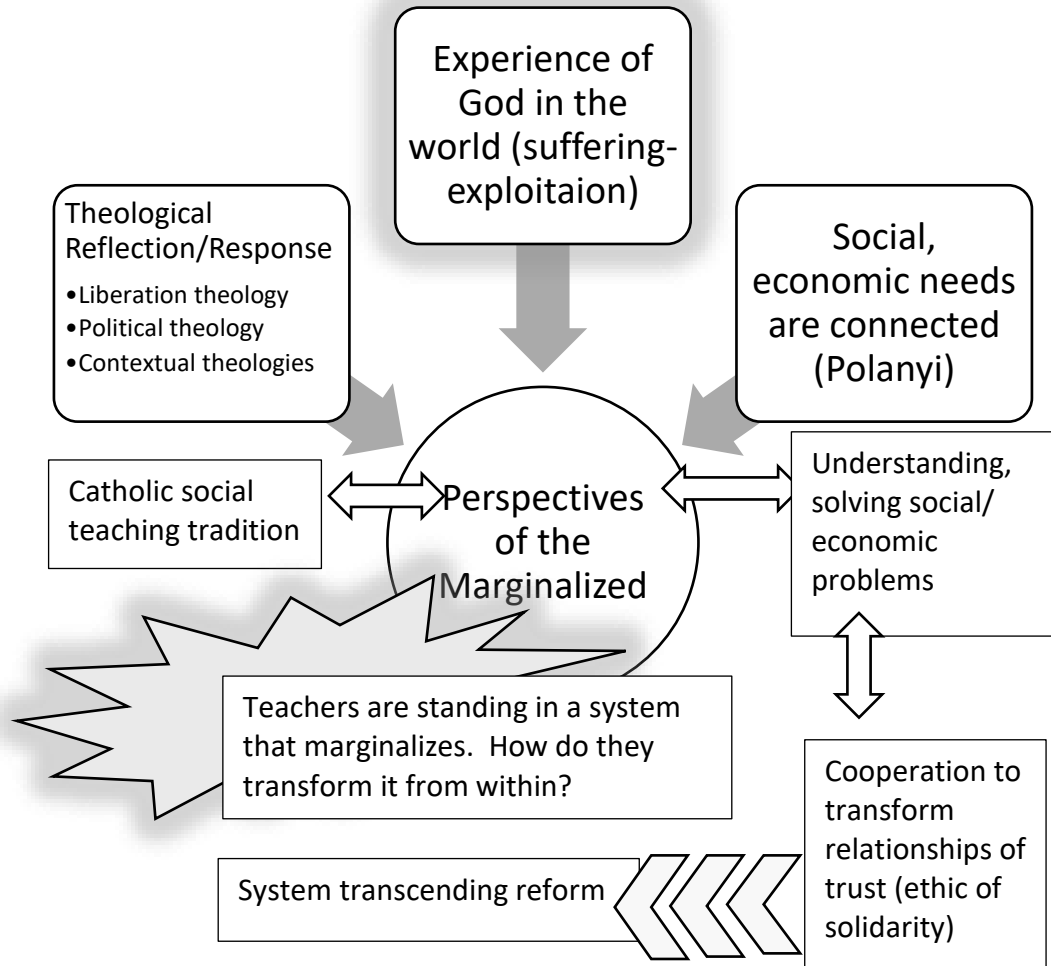 Experience of
God in the
world (suffering-
exploitaion)
Theological
Reflection/Response
•Liberation theology
•Political theology
•Contextual theologies
Social,
economic needs
are connected
(Polanyi)
Catholic social
teaching tradition
Perspectives
of the
Marginalized
Understanding,
solving social/
economic
problems
Teachers are standing in a system
that marginalizes.  How do they
transform it from within?
Cooperation to
transform
relationships of
trust (ethic of
solidarity)
System transcending reform